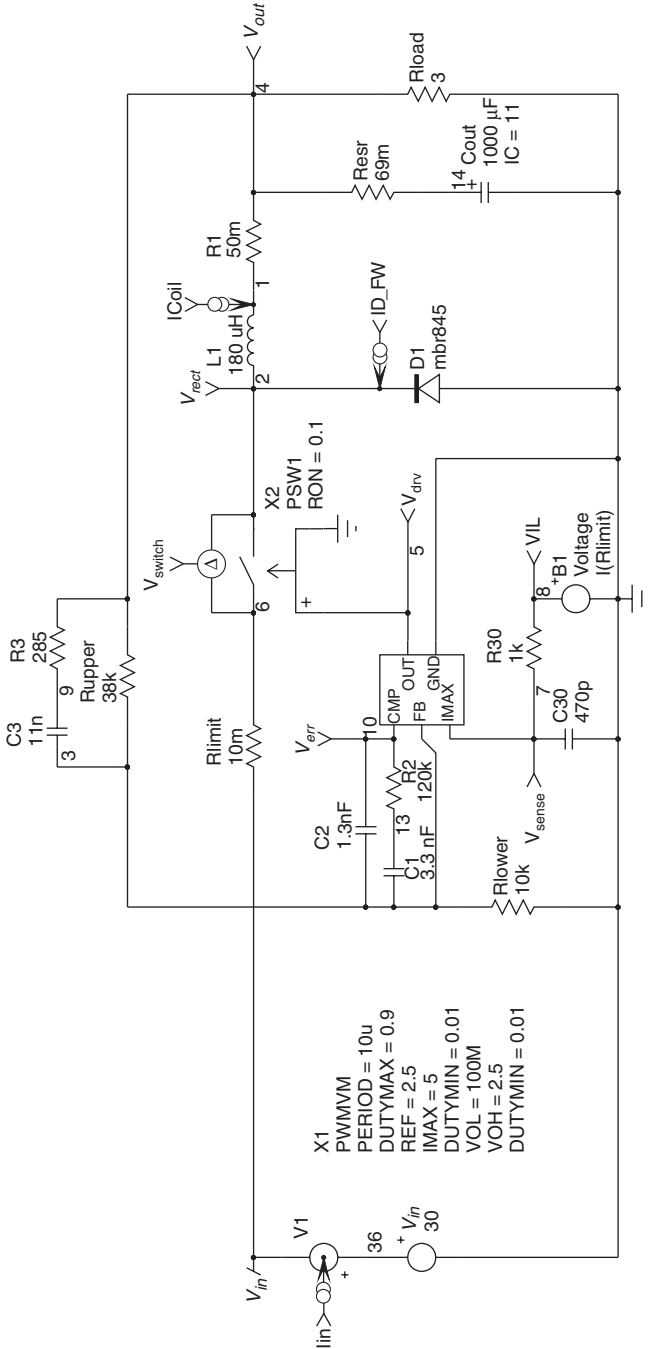 C3
11n
3
9
R3
285
Rupper
38k
Vswitch
Δ
X2
PSW1
RON = 0.1
Vrect
2
L1
180 uH
ICoil
1
R1
50m
4
Vout
Rlimit
10m
6
+
-
ID_FW
D1
mbr845
Resr
69m
14
+
Cout
1000 μF
IC = 11
Rload
3
Vin
V1
+
Iin
36
+
Vin
30
X1
PWMVM
PERIOD = 10u
DUTYMAX = 0.9
REF = 2.5
IMAX = 5
DUTYMIN = 0.01
VOL = 100M
VOH = 2.5
DUTYMIN = 0.01
C2
1.3nF
Verr
10
CMP
OUT
FB
GND
IMAX
R2
120k
13
C1
3.3 nF
5
Vdrv
Rlower
10k
Vsense
7
C30
470p
R30
1k
8
VIL
+
B1
Voltage
I(Rlimit)